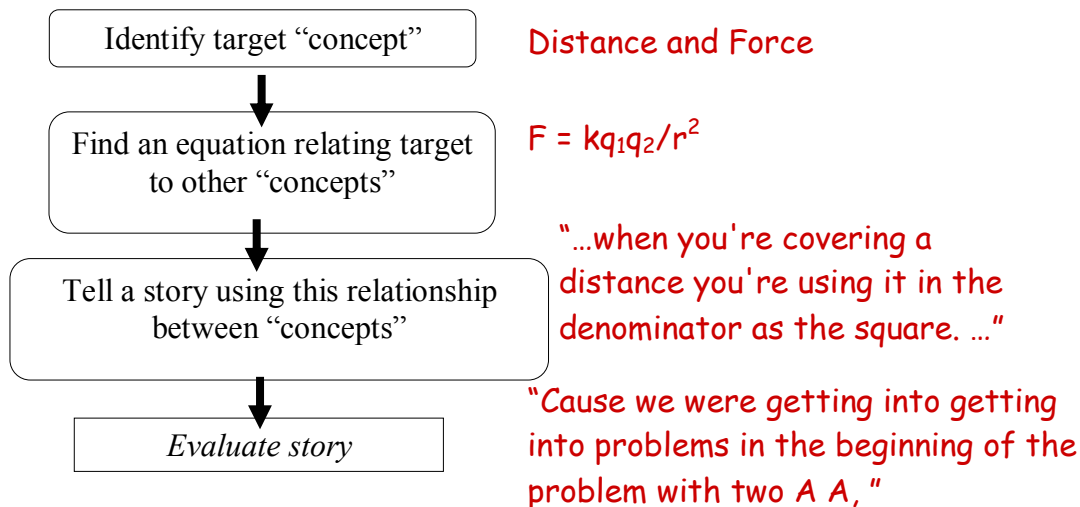 Identify target “concept”
Distance and Force
Find an equation relating target
to other “concepts”
F = kq₁q₂/r²
Tell a story using this relationship
between “concepts”
“…when you're covering a
distance you're using it in the
denominator as the square. …”
Evaluate story
“Cause we were getting into getting
into problems in the beginning of the
problem with two A A, ”